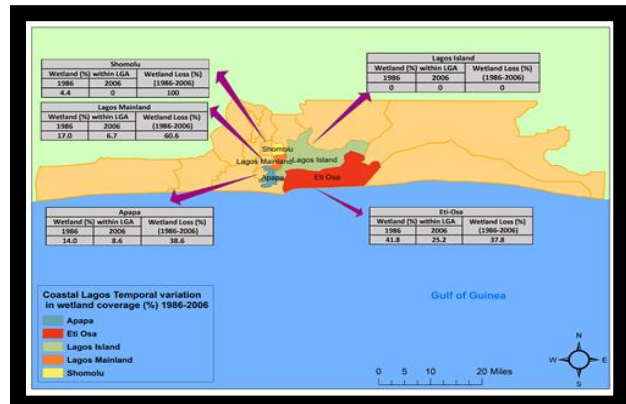 Shomolu
Wetland (%) within LGA Wetland Loss (%)
1986 2006 (1986-2006)
4.4 0 100
Lagos Mainland
Wetland (%) within LGA Wetland Loss (%)
1986 2006 (1986-2006)
17.0 6.7 60.6
Lagos Island
Wetland (%) within LGA Wetland Loss (%)
1986 2006 (1986-2006)
0 0 0
Shomolu
Lagos Mainland
Lagos Island
Apapa
Eti Osa
Apapa
Wetland (%) within LGA Wetland Loss (%)
1986 2006 (1986-2006)
14.0 8.6 38.6
Eti-Osa
Wetland (%) within LGA Wetland Loss (%)
1986 2006 (1986-2006)
41.8 25.2 37.8
Coastal Lagos Temporal variation
in wetland coverage (%) 1986-2006
Apapa
Eti Osa
Lagos Island
Lagos Mainland
Shomolu
Gulf of Guinea
N
W E
S
0 5 10 20 Miles